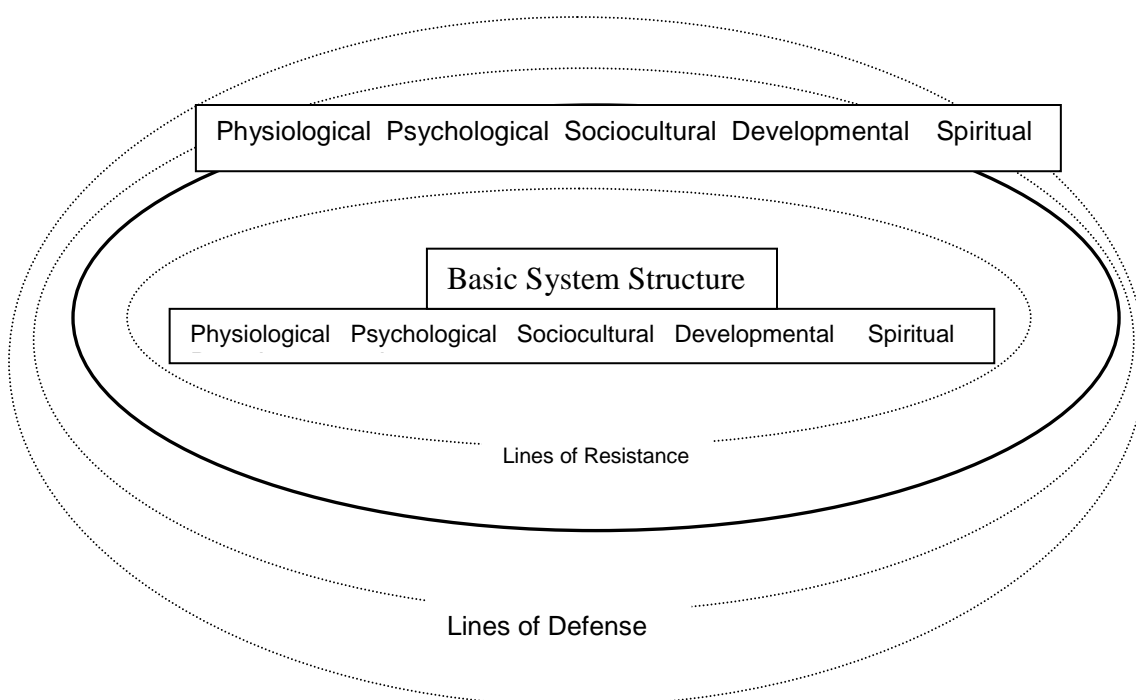 Physiological Psychological Sociocultural Developmental Spiritual
Basic System Structure
Physiological Psychological Sociocultural Developmental Spiritual
Lines of Resistance
Lines of Defense